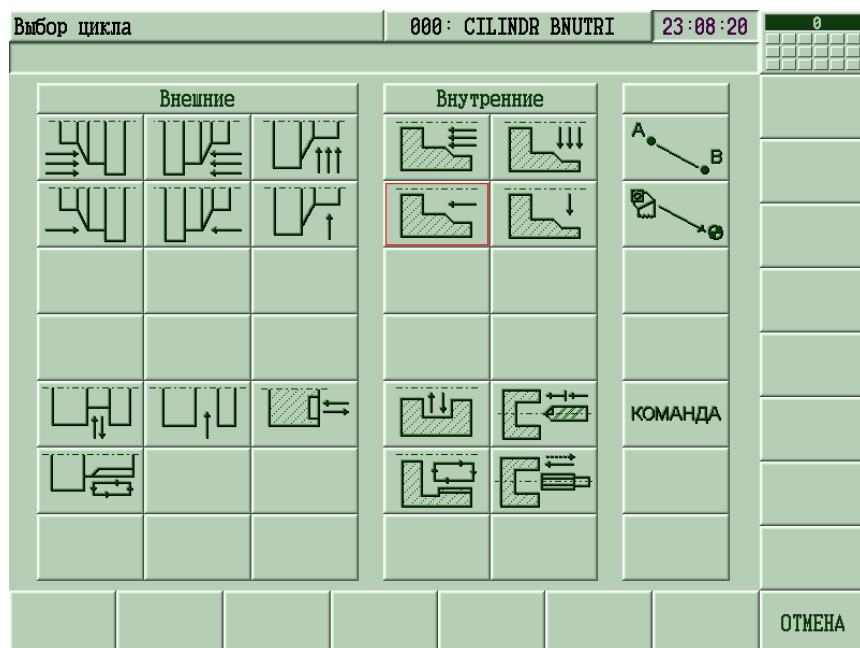 Выбор цикла
000: CILINDR BNUTRI
23:08:20
0
Внешние
Внутренние
A
B
КОМАНДА
ОТМЕНА